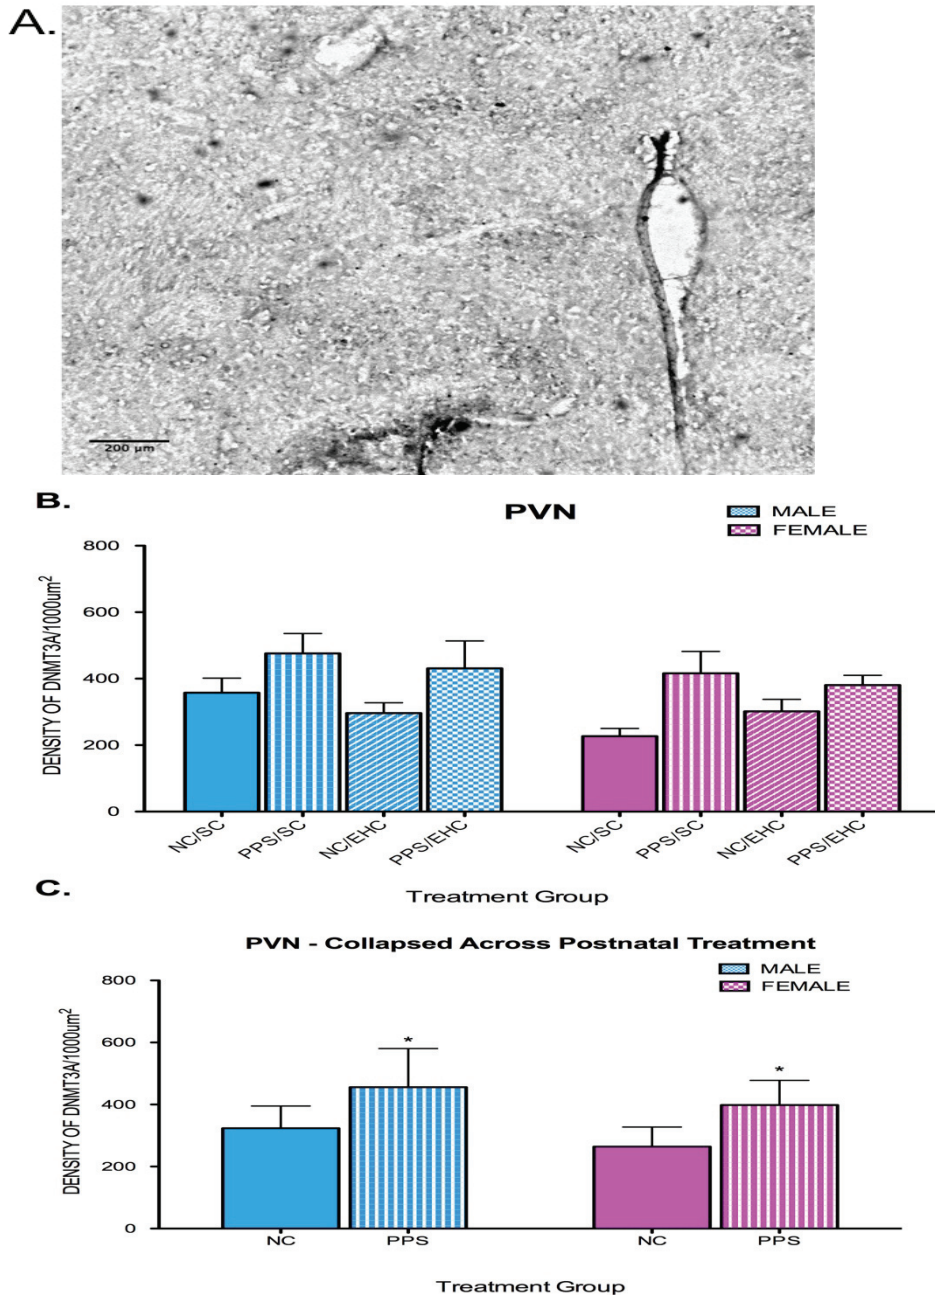 A.
200 µm
B.
PVN
MALE
FEMALE
DENSITY OF DNMT3A/1000um²
800
600
400
200
0
NC/SC
PPS/SC
NC/EHC
PPS/EHC
NC/SC
PPS/SC
NC/EHC
PPS/EHC
Treatment Group
C.
PVN - Collapsed Across Postnatal Treatment
MALE
FEMALE
DENSITY OF DNMT3A/1000um²
800
600
400
200
0
*
*
NC
PPS
NC
PPS
Treatment Group